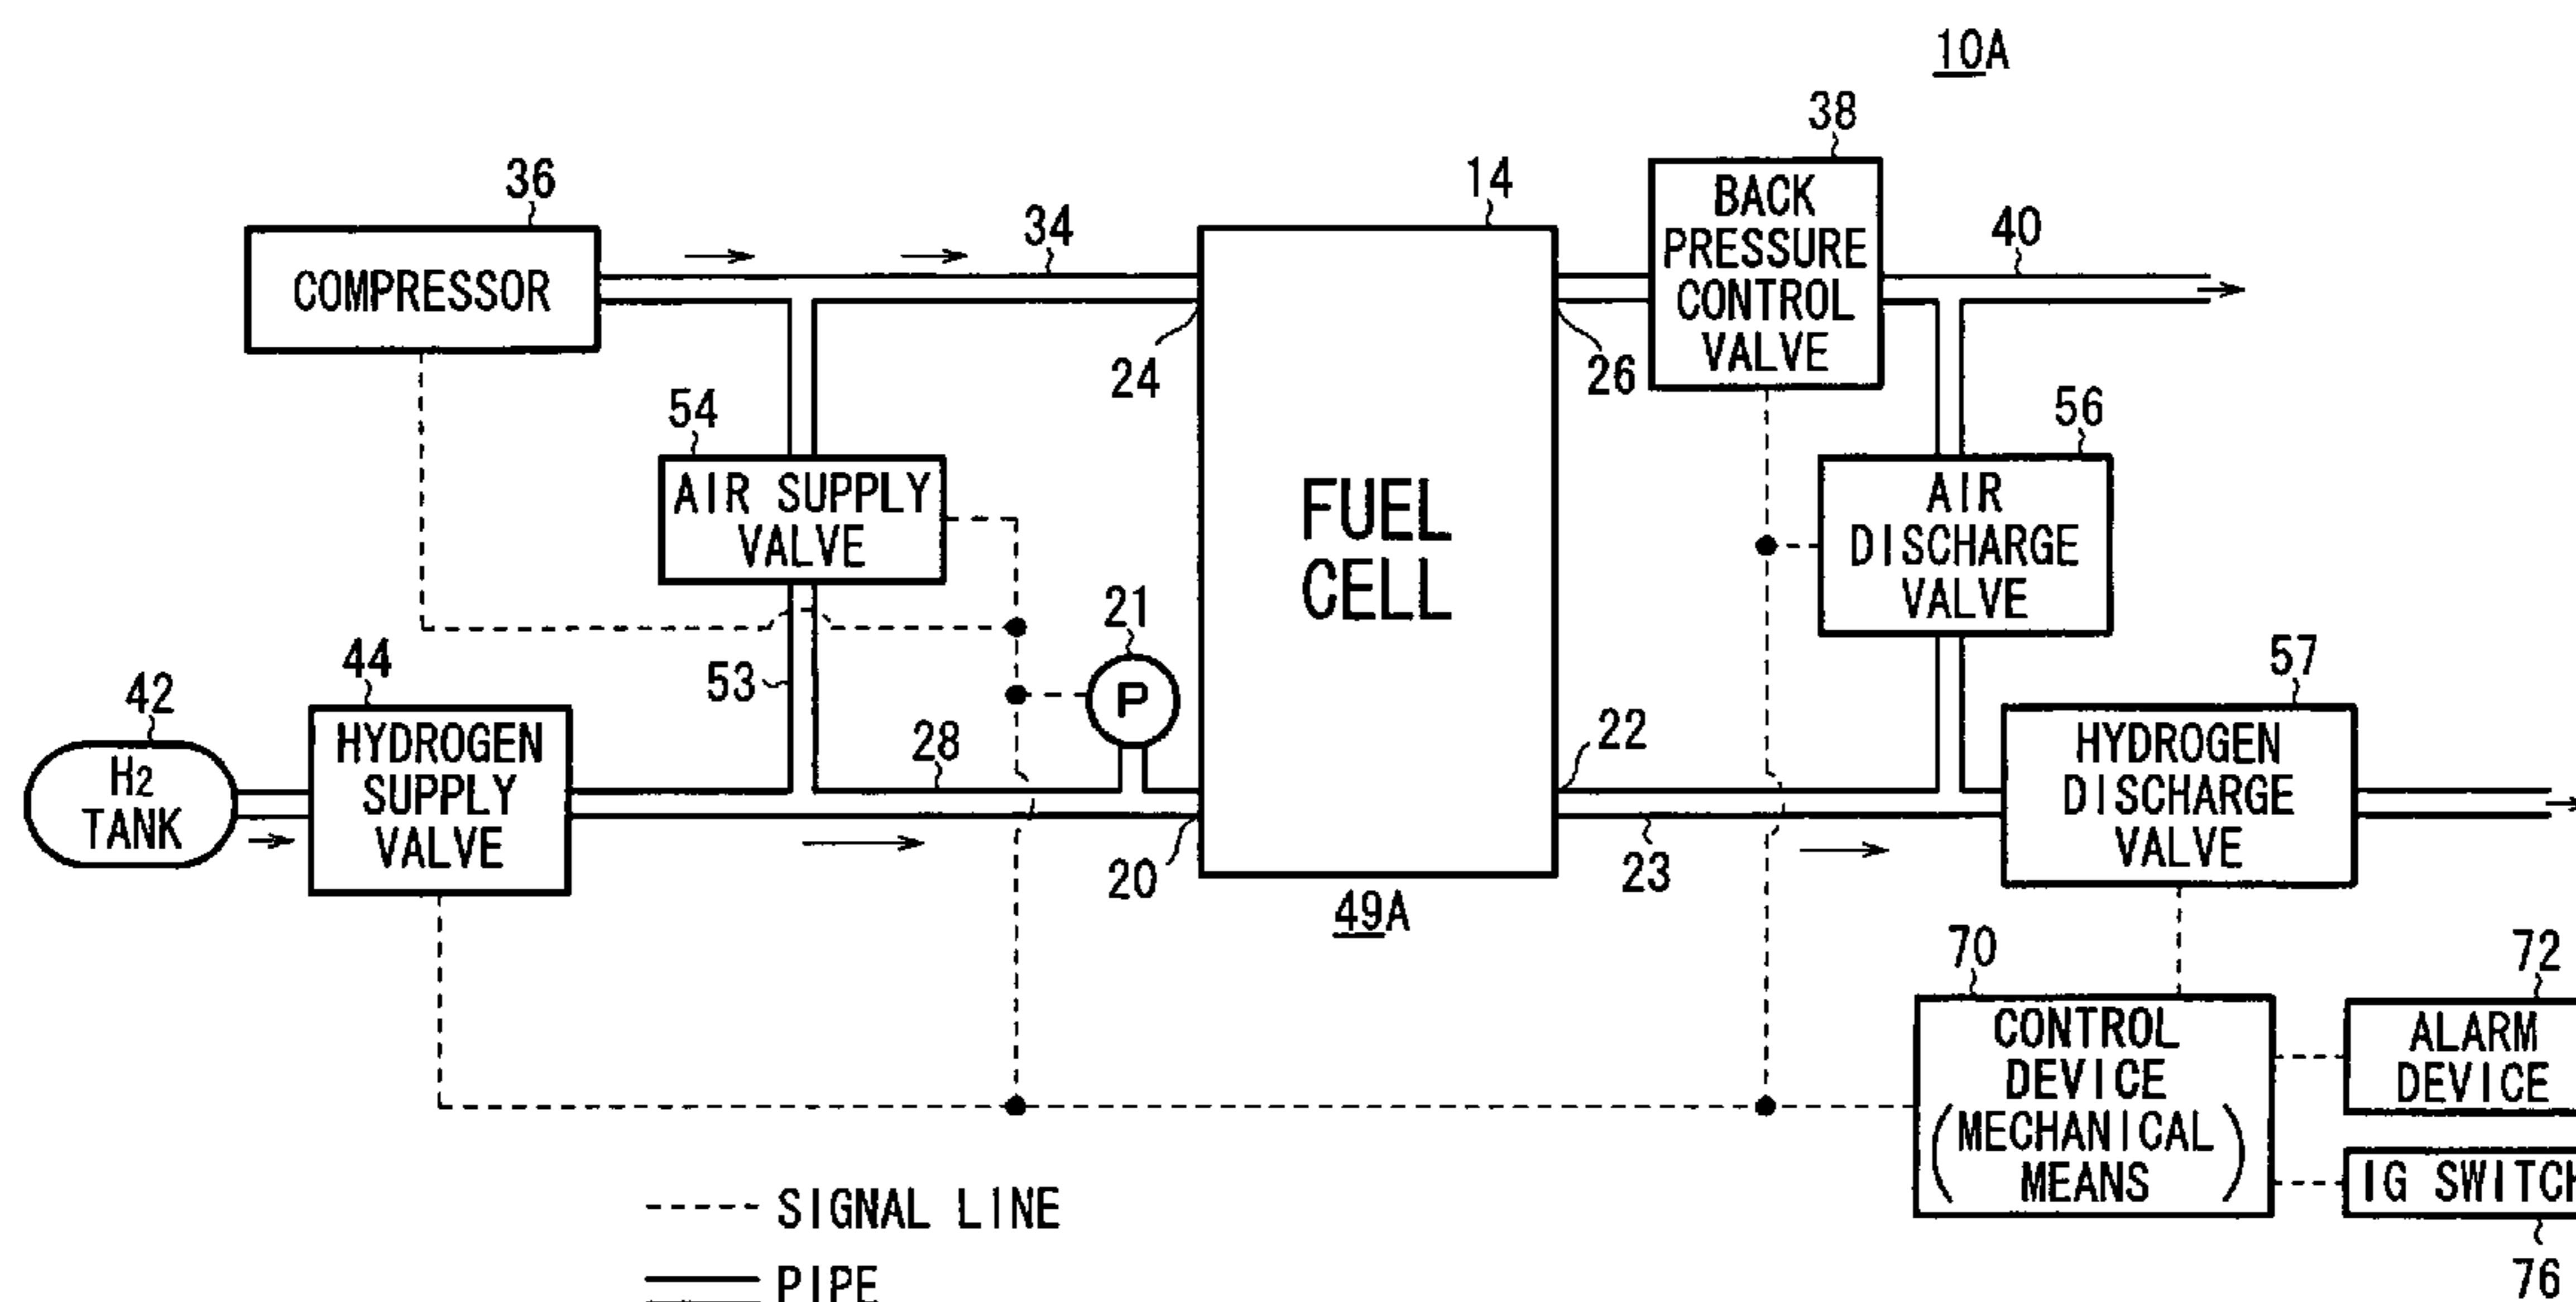 10A
38
36
14
BACK
PRESSURE
CONTROL
VALVE
34
40
COMPRESSOR
24
26
54
56
AIR SUPPLY
VALVE
FUEL
CELL
AIR
DISCHARGE
VALVE
21
P
53
44
42
57
HYDROGEN
SUPPLY
VALVE
H2
TANK
28
22
HYDROGEN
DISCHARGE
VALVE
20
23
49A
70
72
CONTROL
DEVICE
(MECHANICAL
MEANS)
ALARM
DEVICE
IG SWITCH
76
SIGNAL LINE
PIPE